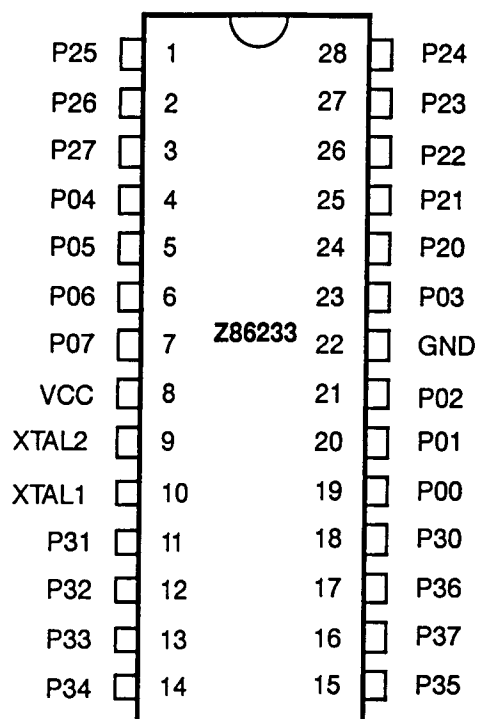 P25 1 28 P24
P26 2 27 P23
P27 3 26 P22
P04 4 25 P21
P05 5 24 P20
P06 6 23 P03
P07 7 Z86233 22 GND
VCC 8 21 P02
XTAL2 9 20 P01
XTAL1 10 19 P00
P31 11 18 P30
P32 12 17 P36
P33 13 16 P37
P34 14 15 P35